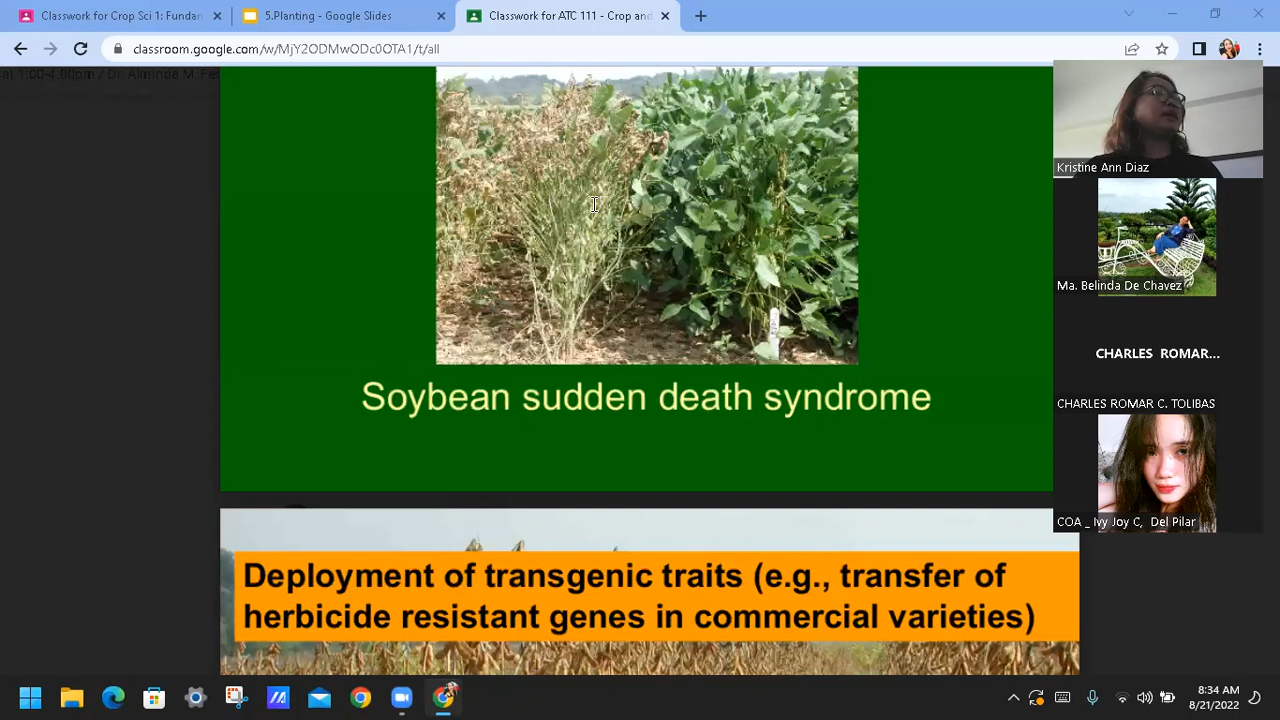 Classwork for Crop Sci 1: Fundar
5.Planting - Google Slides
Classwork for ATC 111 - Crop and
classroom.google.com/w/MjY2ODMwODc0OTA1/t/all
Kristine Ann Diaz
Ma. Belinda De Chavez
CHARLES ROMAR...
CHARLES ROMAR C. TOLIBAS
COA _ Ivy Joy C, Del Pilar
Soybean sudden death syndrome
Deployment of transgenic traits (e.g., transfer of
herbicide resistant genes in commercial varieties)
8:34 AM
8/21/2022